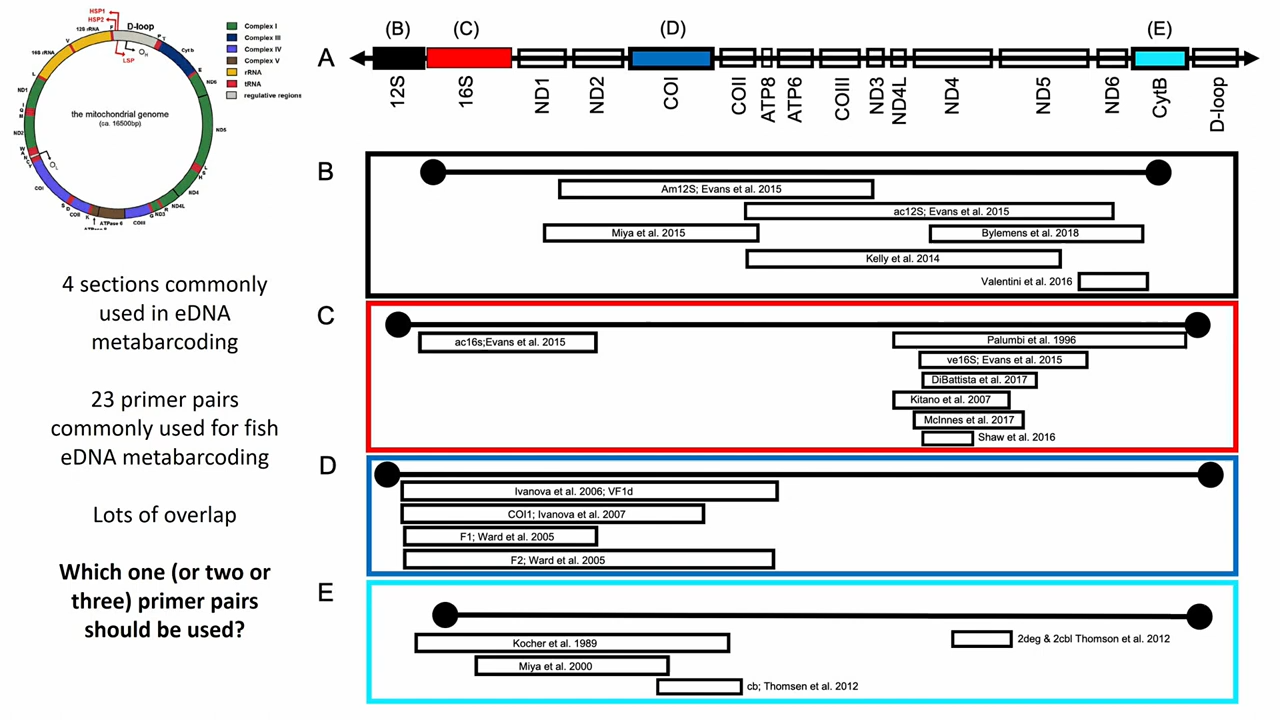 HSP1
HSP2
12S rRNA
F
D-loop
P
T
OH
LSP
Cyt b
V
16S rRNA
E
ND6
L
ND1
I
Q
M
ND5
ND2
W
A
N
C
Y
OL
L
S
H
COI
ND4
S
D
COII
K
ATPase 6
COIII
G
ND3
R
ND4L
the mitochondrial genome
(ca. 16500bp)
Complex I
Complex III
Complex IV
Complex V
rRNA
tRNA
regulative regions
4 sections commonly
used in eDNA
metabarcoding
23 primer pairs
commonly used for fish
eDNA metabarcoding
Lots of overlap
Which one (or two or
three) primer pairs
should be used?
(B)
(C)
(D)
(E)
A
12S
16S
ND1
ND2
COI
COII
ATP8
ATP6
COIII
ND3
ND4L
ND4
ND5
ND6
CytB
D-loop
B
Am12S; Evans et al. 2015
ac12S; Evans et al. 2015
Miya et al. 2015
Bylemens et al. 2018
Kelly et al. 2014
Valentini et al. 2016
C
ac16s;Evans et al. 2015
Palumbi et al. 1996
ve16S; Evans et al. 2015
DiBattista et al. 2017
Kitano et al. 2007
McInnes et al. 2017
Shaw et al. 2016
D
Ivanova et al. 2006; VF1d
COI1; Ivanova et al. 2007
F1; Ward et al. 2005
F2; Ward et al. 2005
E
Kocher et al. 1989
2deg & 2cbl Thomson et al. 2012
Miya et al. 2000
cb; Thomsen et al. 2012